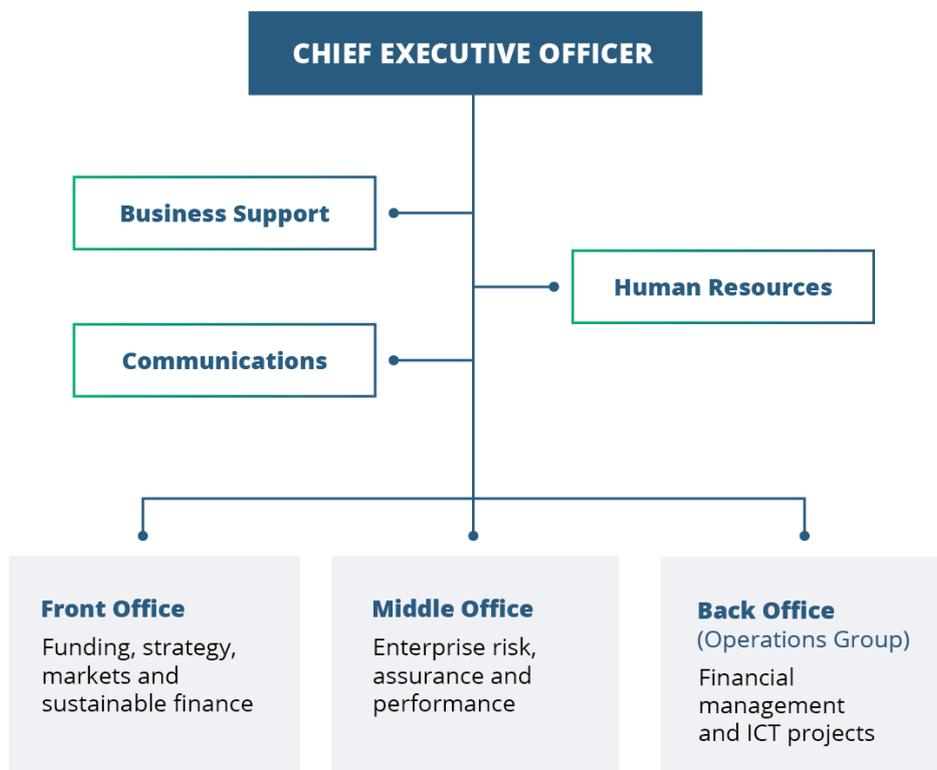 CHIEF EXECUTIVE OFFICER
Business Support
Human Resources
Communications
Front Office
Funding, strategy,
markets and
sustainable finance
Middle Office
Enterprise risk,
assurance and
performance
Back Office
(Operations Group)
Financial
management
and ICT projects